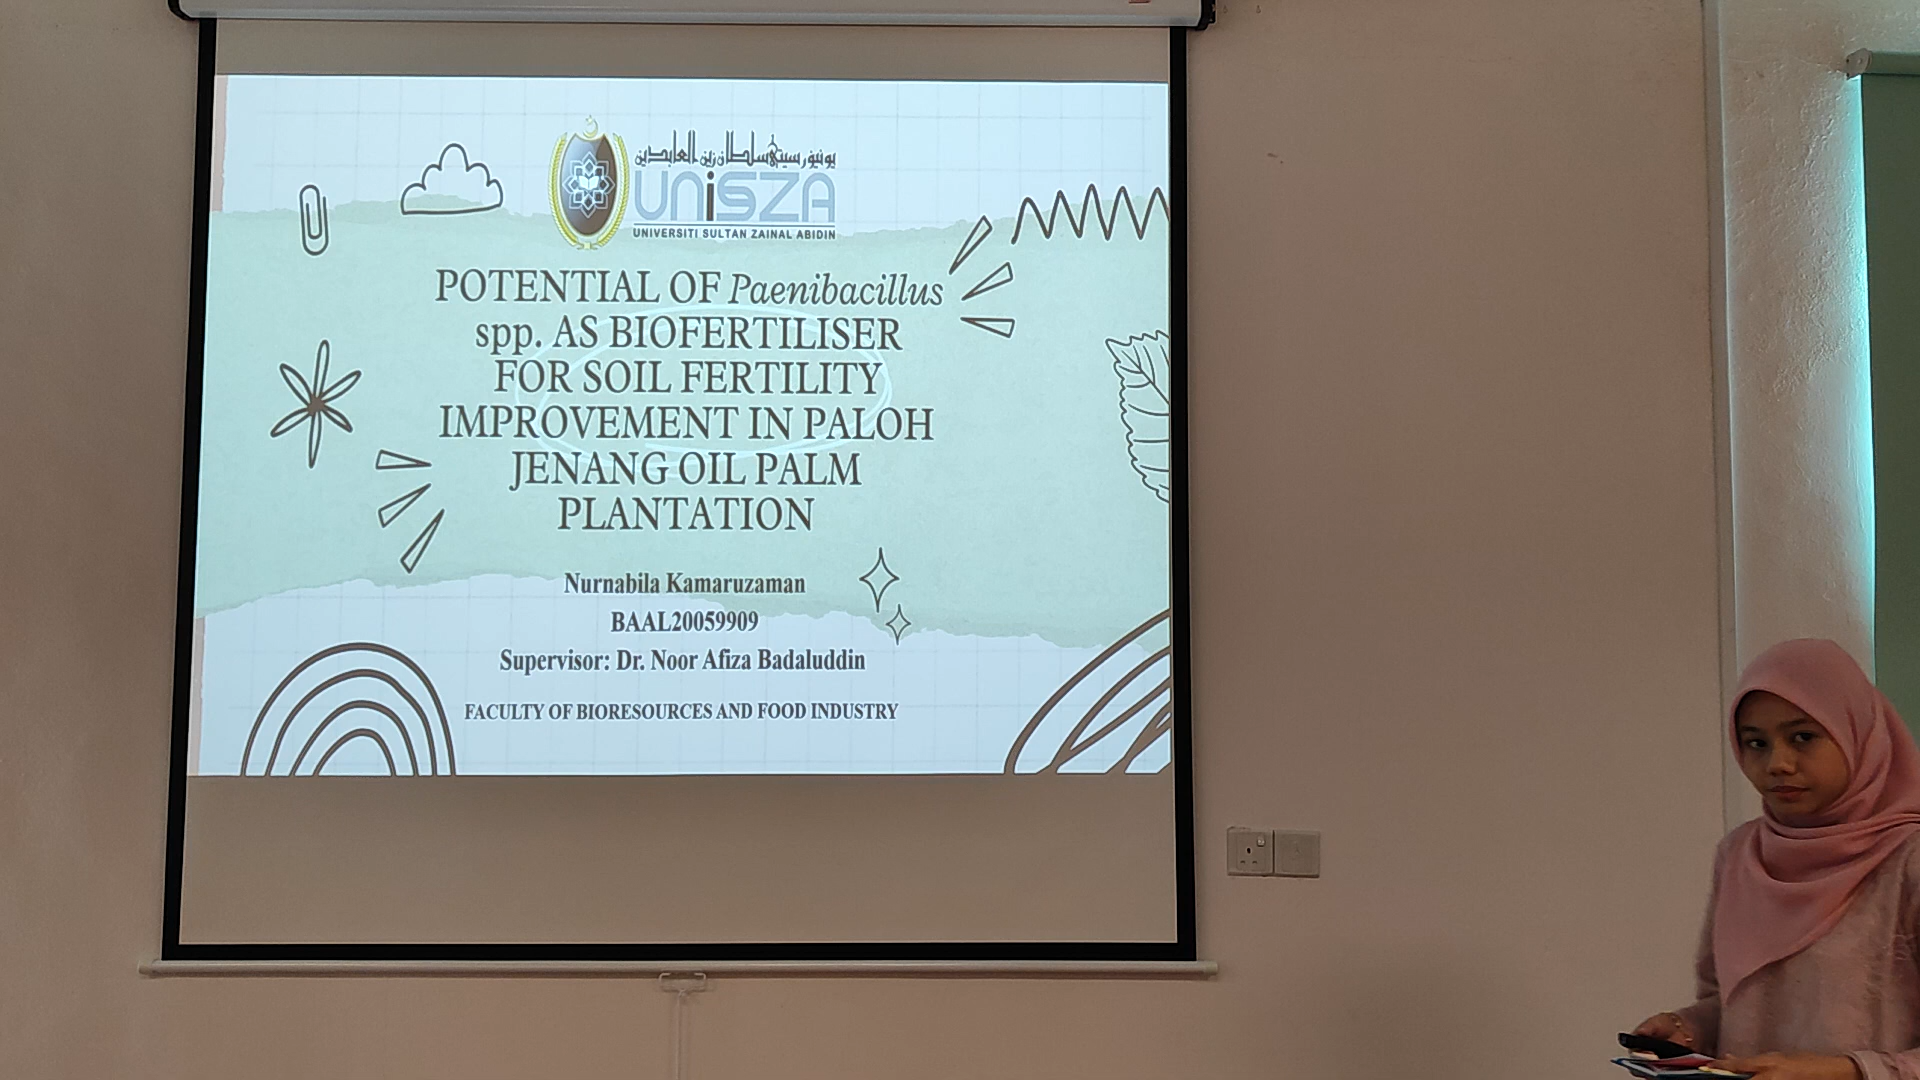 يونيۏرسيتي سلطان زين العابدين
UNiSZA
UNIVERSITI SULTAN ZAINAL ABIDIN
POTENTIAL OF Paenibacillus
spp. AS BIOFERTILISER
FOR SOIL FERTILITY
IMPROVEMENT IN PALOH
JENANG OIL PALM
PLANTATION
Nurnabila Kamaruzaman
BAAL20059909
Supervisor: Dr. Noor Afiza Badaluddin
FACULTY OF BIORESOURCES AND FOOD INDUSTRY